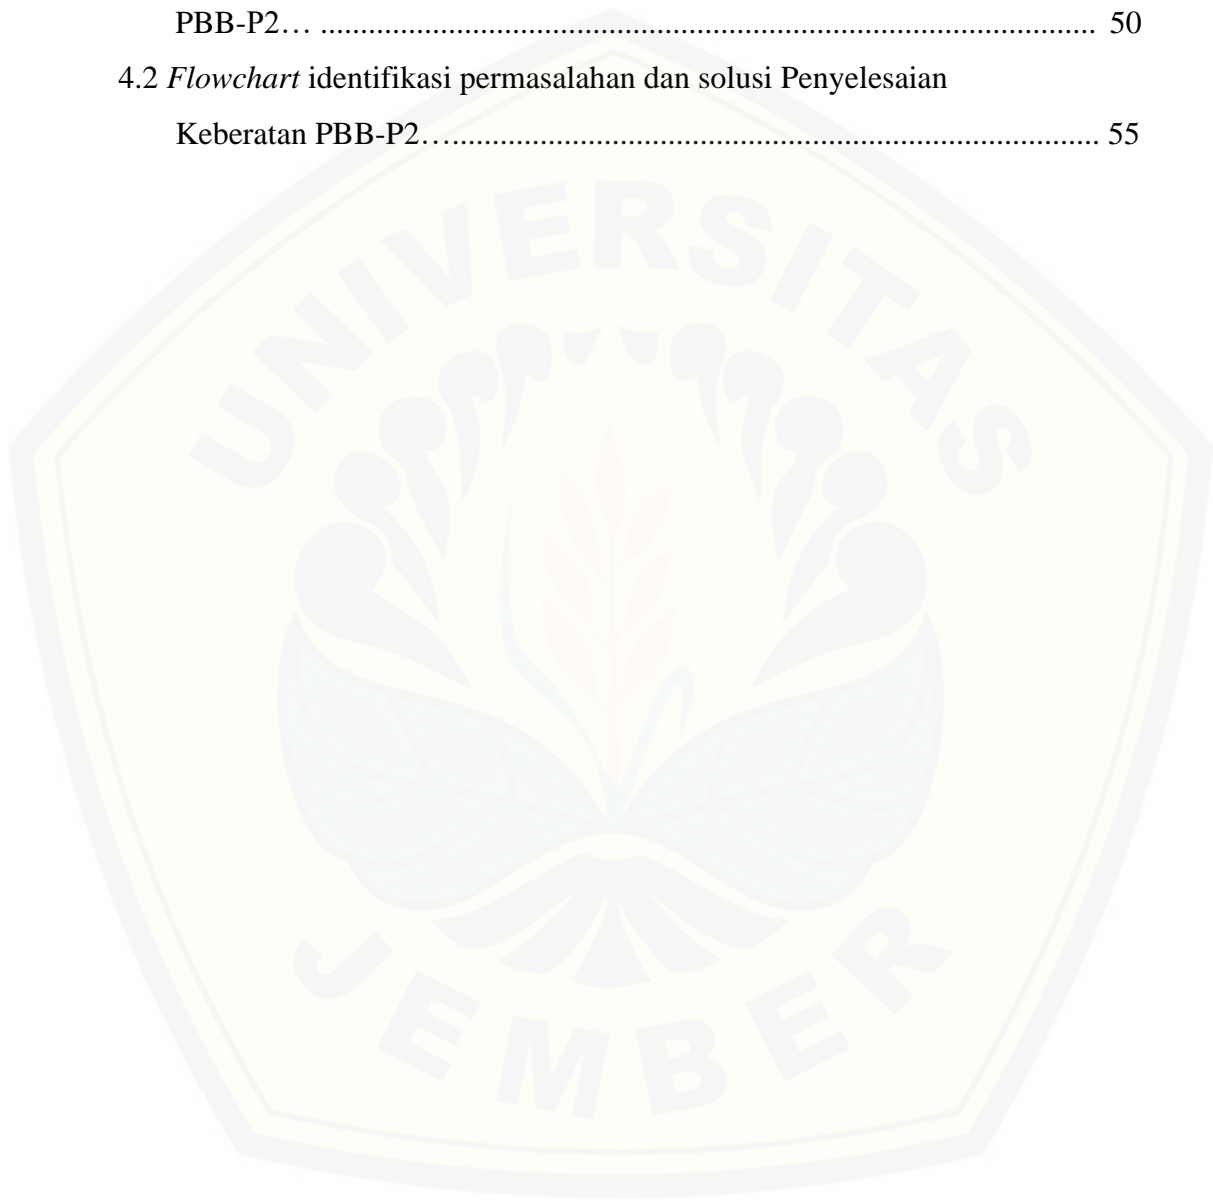 PBB-P2… ................................................................................. 50
4.2 Flowchart identifikasi permasalahan dan solusi Penyelesaian
Keberatan PBB-P2….................................................................... 55
UNIVERSITAS
JEMBER